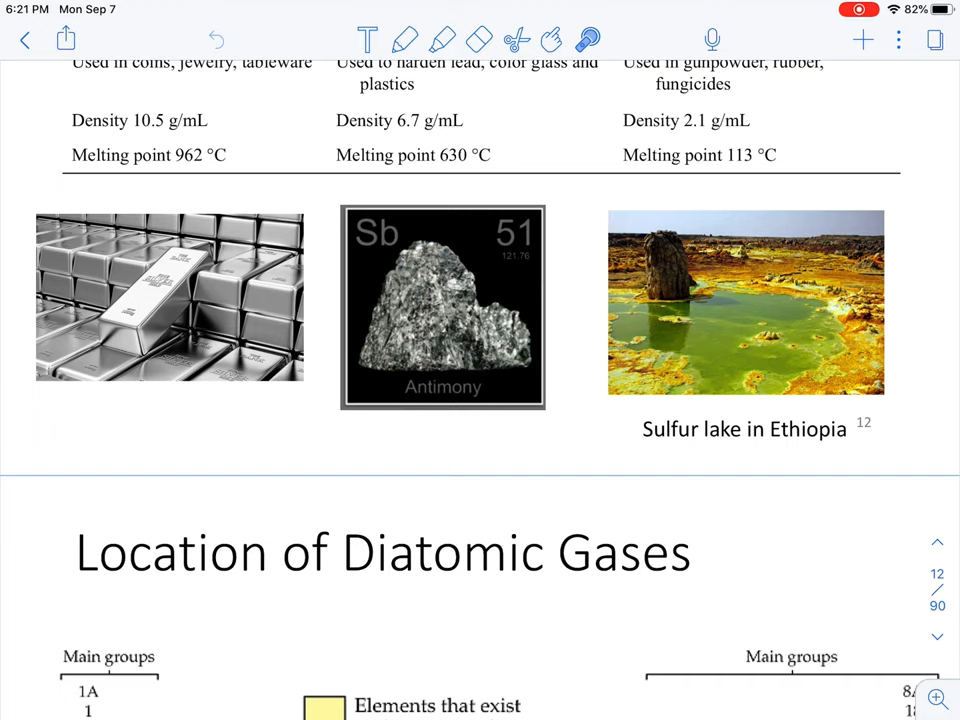 6:21 PM Mon Sep 7
82%
Used in coins, jewelry, tableware
Used to harden lead, color glass and
plastics
Used in gunpowder, rubber,
fungicides
Density 10.5 g/mL
Density 6.7 g/mL
Density 2.1 g/mL
Melting point 962 °C
Melting point 630 °C
Melting point 113 °C
Sb
51
121.76
Antimony
Sulfur lake in Ethiopia
12
Location of Diatomic Gases
12
/
90
Main groups
Main groups
1A
1
Elements that exist